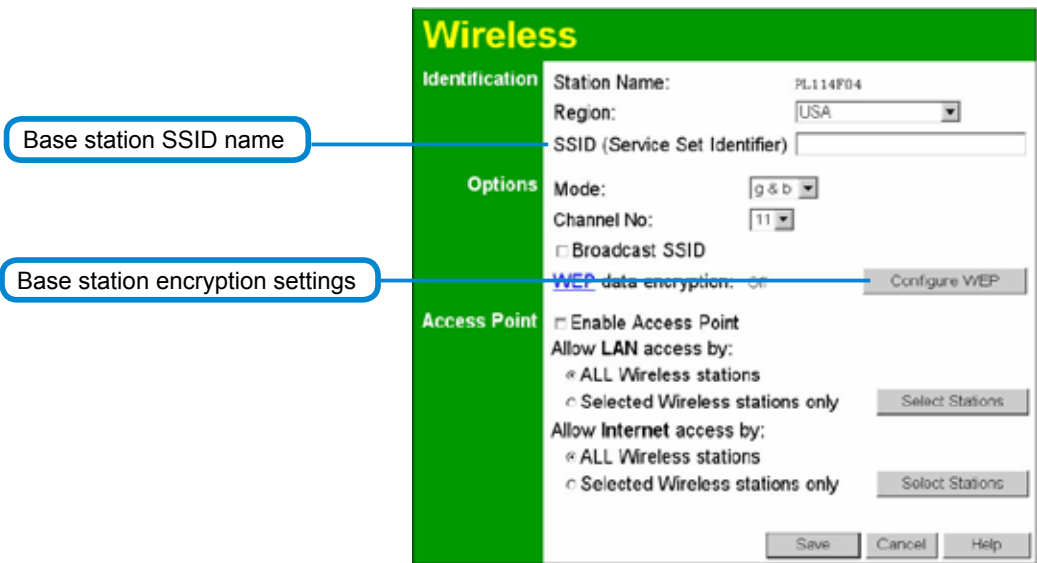 Wireless
Identification
Station Name: PL114F04
Region: USA
Base station SSID name
SSID (Service Set Identifier)
Options
Mode: g & b
Channel No: 11
Broadcast SSID
Base station encryption settings
WEP data encryption: Off Configure WEP
Access Point
Enable Access Point
Allow LAN access by:
ALL Wireless stations
Selected Wireless stations only Select Stations
Allow Internet access by:
ALL Wireless stations
Selected Wireless stations only Select Stations
Save Cancel Help